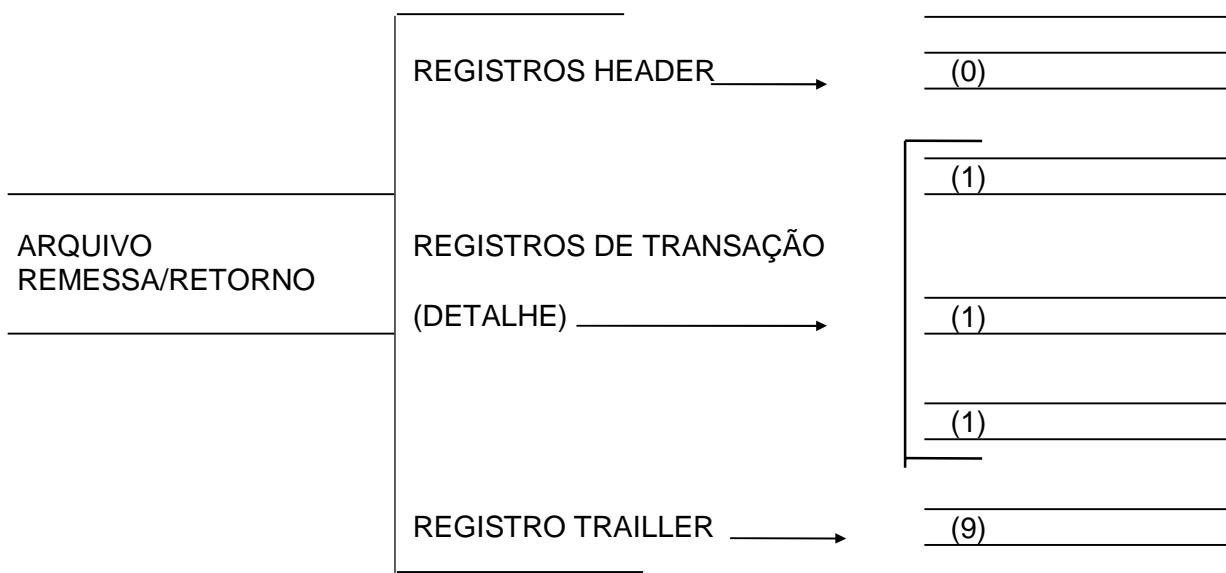 REGISTROS HEADER
(0)
(1)
ARQUIVO
REMESSA/RETORNO
REGISTROS DE TRANSAÇÃO
(DETALHE)
(1)
(1)
REGISTRO TRAILLER
(9)